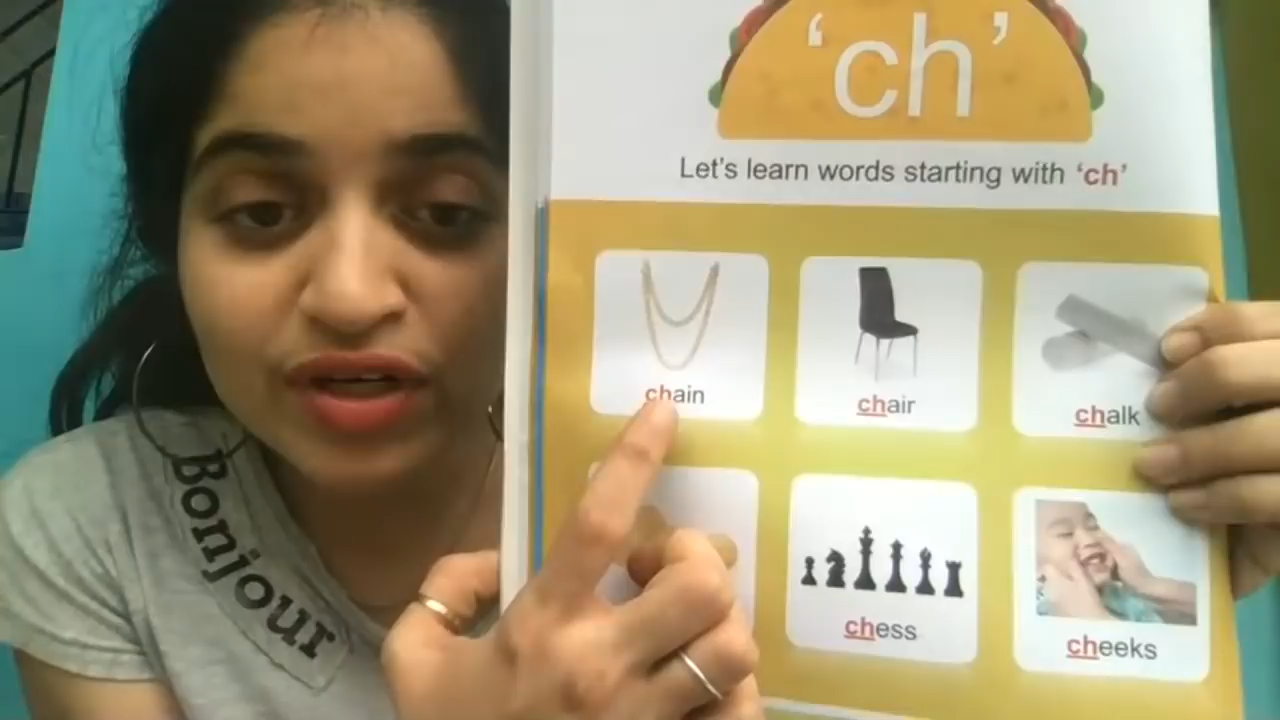 'ch'
Let's learn words starting with 'ch'
chain
chair
chalk
chess
cheeks
Bonjour